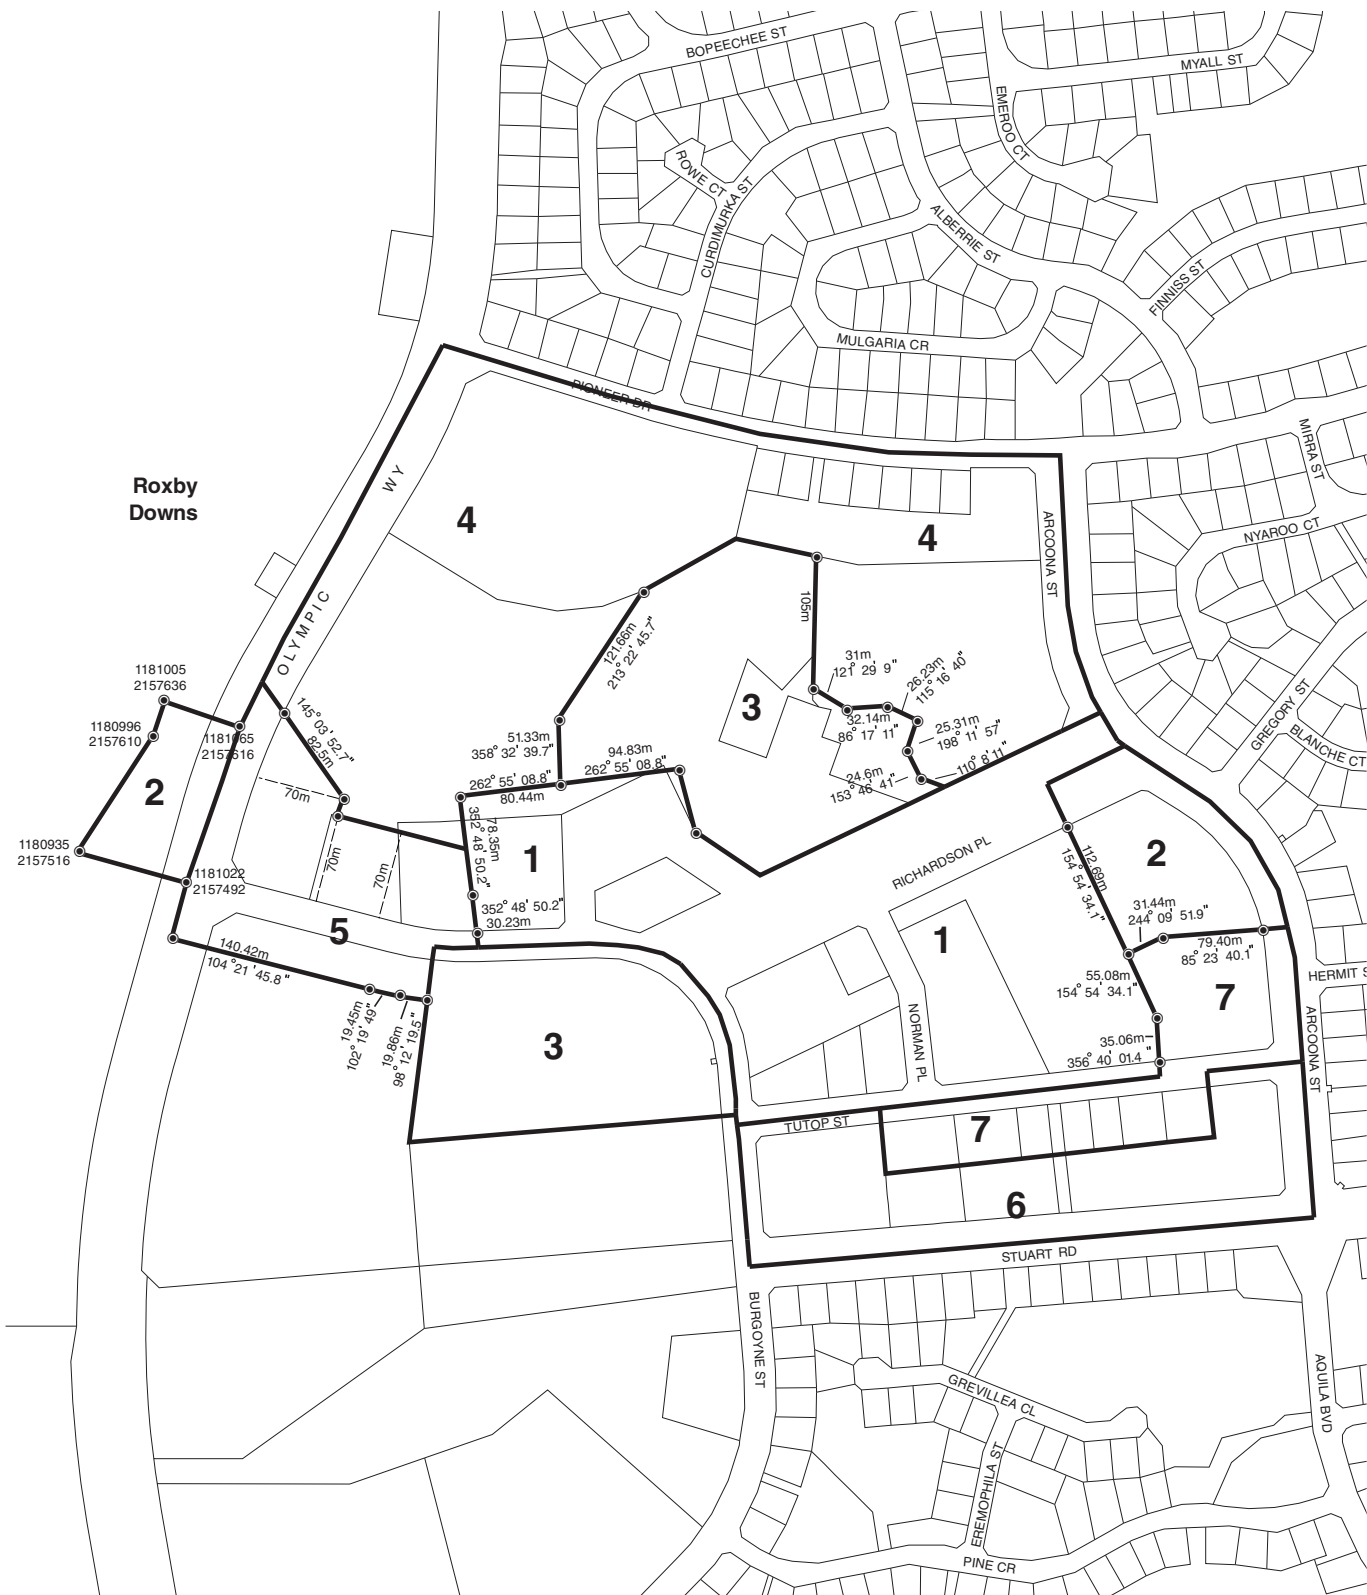 BOPEECHEE ST
MYALL ST
EMEROO CT
ROWE CT
CURDIMURKA ST
ALBERRIE ST
FINNISS ST
MULGARIA CR
PIONEER DR
MIRRA ST
Roxby
Downs
WY
4
4
ARCOONA ST
NYAROO CT
OLYMPIC
105m
121.66m
213° 22' 45.7"
31m
121° 29' 9"
26.23m
115° 16' 40"
1181005
2157636
3
GREGORY ST
1180996
2157610
1181065
2157616
145° 03' 52.7"
82.5m
51.33m
358° 32' 39.7"
94.83m
262° 55' 08.8"
32.14m
86° 17' 11"
25.31m
198° 11' 57"
110° 8' 11"
BLANCHE CT
2
70m
262° 55' 08.8"
80.44m
24.6m
153° 46' 41"
78.35m
352° 48' 50.2"
1180935
2157516
70m
70m
1
RICHARDSON PL
112.69m
154° 54' 34.1"
2
1181022
2157492
352° 48' 50.2"
30.23m
31.44m
244° 09' 51.9"
5
1
79.40m
85° 23' 40.1"
140.42m
104° 21' 45.8"
55.08m
154° 54' 34.1"
7
HERMIT S
19.45m
102° 19' 49"
19.86m
98° 12' 19.5"
3
NORMAN PL
35.06m
356° 40' 01.4"
ARCOONA ST
TUTOP ST
7
6
STUART RD
BURGOYNE ST
AQUILA BVD
GREVILLEA CL
EREMOPHILA ST
PINE CR